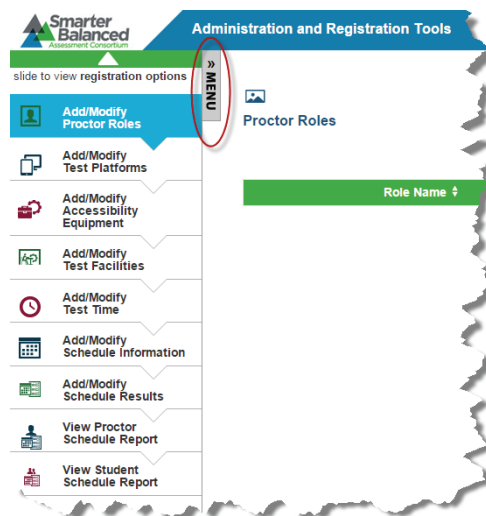 Smarter
Balanced
Assessment Consortium
Administration and Registration Tools
slide to view registration options
» MENU
Proctor Roles
Role Name
Add/Modify
Proctor Roles
Add/Modify
Test Platforms
Add/Modify
Accessibility
Equipment
Add/Modify
Test Facilities
Add/Modify
Test Time
Add/Modify
Schedule Information
Add/Modify
Schedule Results
View Proctor
Schedule Report
View Student
Schedule Report